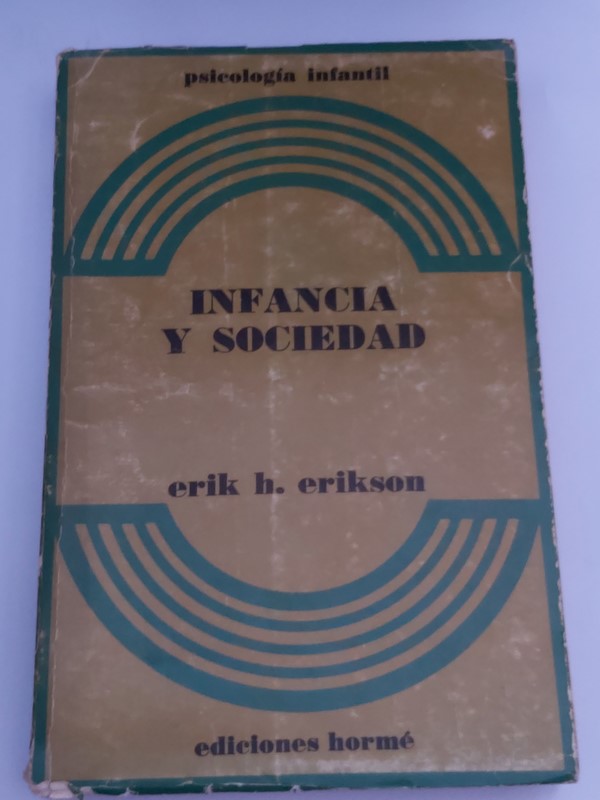 psicología infantil
INFANCIA
Y SOCIEDAD
erik h. erikson
ediciones hormé